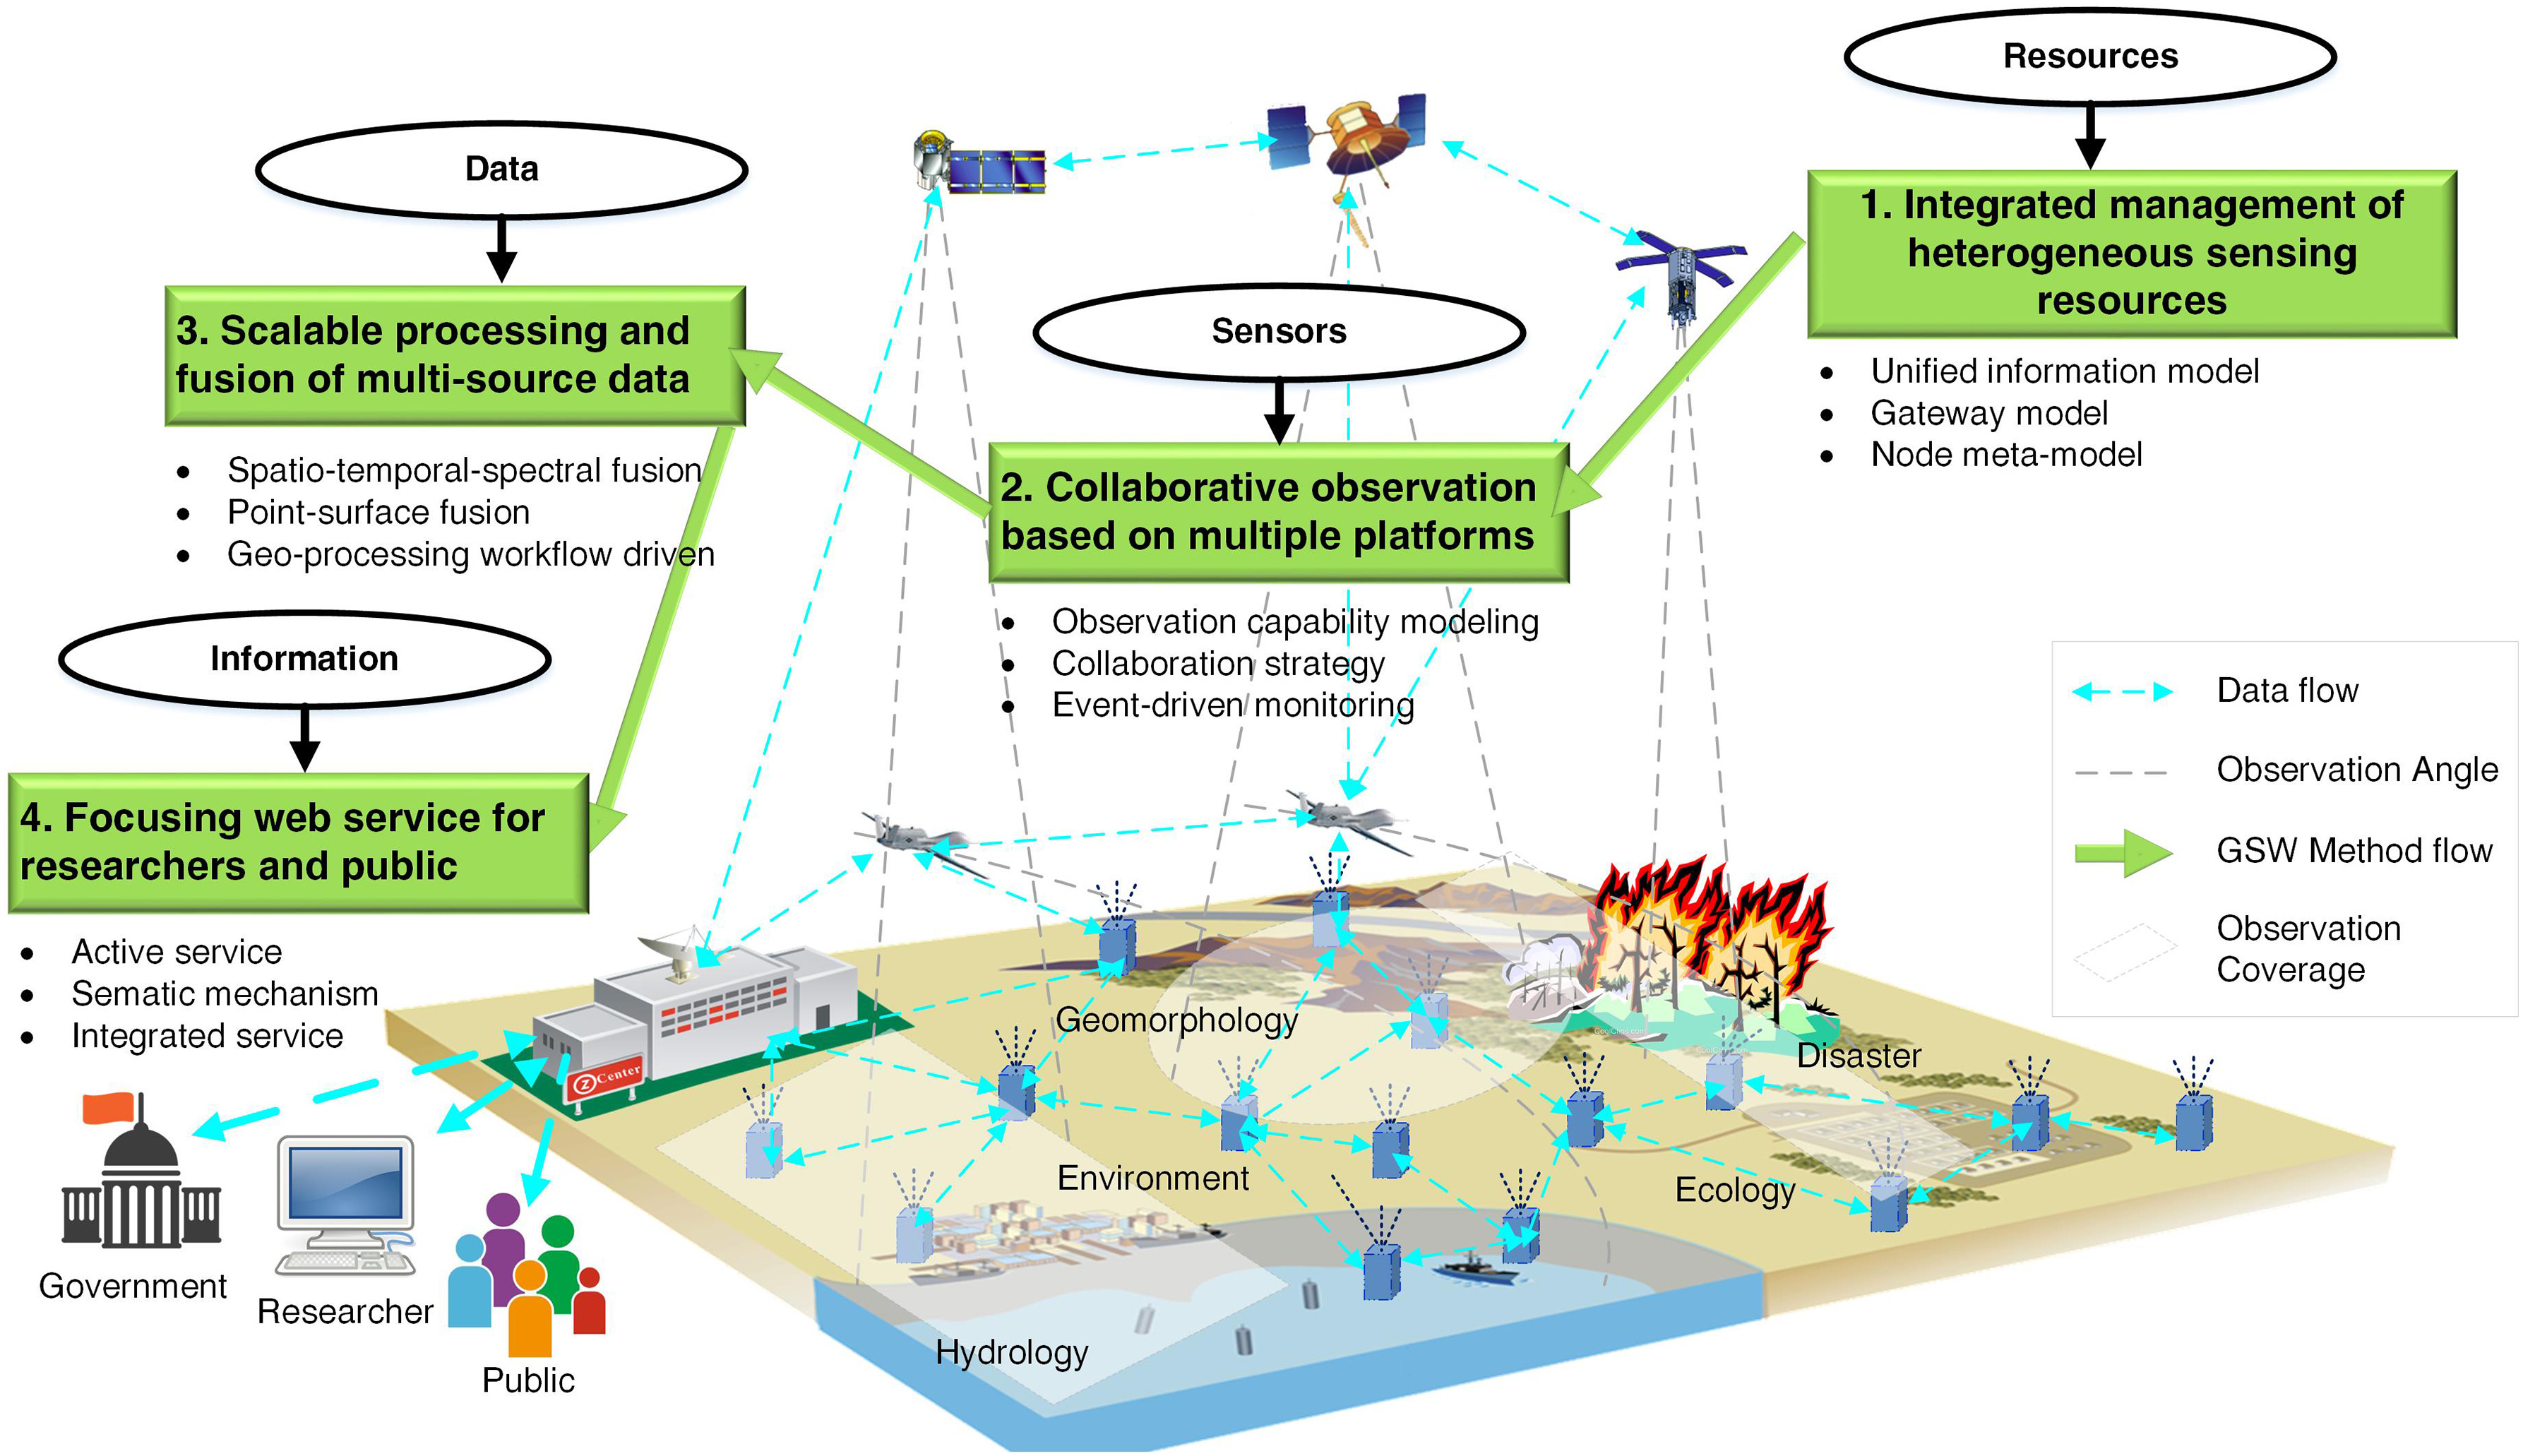 Resources
1. Integrated management of
heterogeneous sensing
resources
Unified information model
Gateway model
Node meta-model
Data
3. Scalable processing and
fusion of multi-source data
Spatio-temporal-spectral fusion
Point-surface fusion
Geo-processing workflow driven
Sensors
2. Collaborative observation
based on multiple platforms
Observation capability modeling
Collaboration strategy
Event-driven monitoring
Information
4. Focusing web service for
researchers and public
Active service
Sematic mechanism
Integrated service
Data flow
Observation Angle
GSW Method flow
Observation
Coverage
Z Center
Geomorphology
Disaster
Environment
Ecology
Hydrology
Government
Researcher
Public